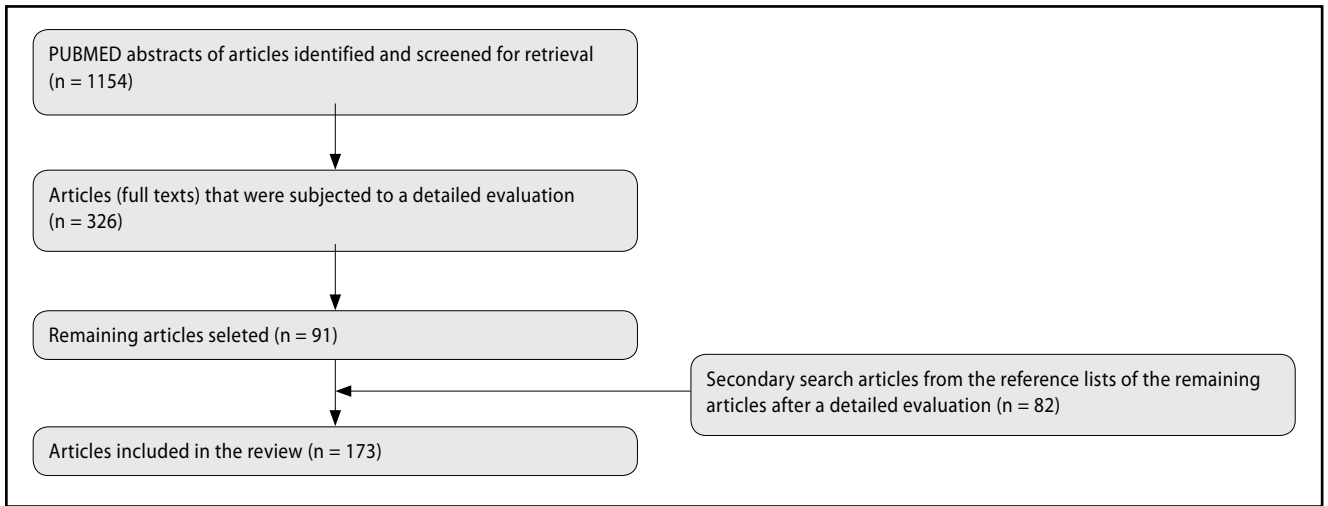 PUBMED abstracts of articles identified and screened for retrieval
(n = 1154)
Articles (full texts) that were subjected to a detailed evaluation
(n = 326)
Remaining articles seleted (n = 91)
Secondary search articles from the reference lists of the remaining
articles after a detailed evaluation (n = 82)
Articles included in the review (n = 173)